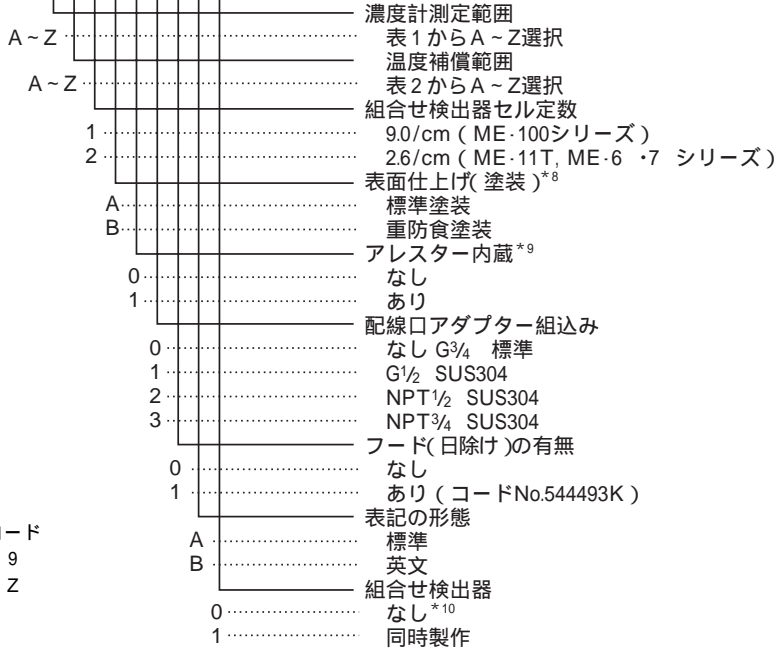 濃度計測定範囲
A～Z 表1からA～Z選択
温度補償範囲
A～Z 表2からA～Z選択
組合せ検出器セル定数
1 9.0/cm（ME-100シリーズ）
2 2.6/cm（ME-11T, ME-6・7 シリーズ）
表面仕上げ（塗装）*8
A 標準塗装
B 重防食塗装
アレスター内蔵*9
0 なし
1 あり
配線口アダプター組込み
0 なし G3/4 標準
1 G1/2 SUS304
2 NPT1/2 SUS304
3 NPT3/4 SUS304
フード（日除け）の有無
0 なし
1 あり（コードNo.544493K）
表記の形態
ード
A 標準
9
B 英文
Z
組合せ検出器
0 なし*10
1 同時製作